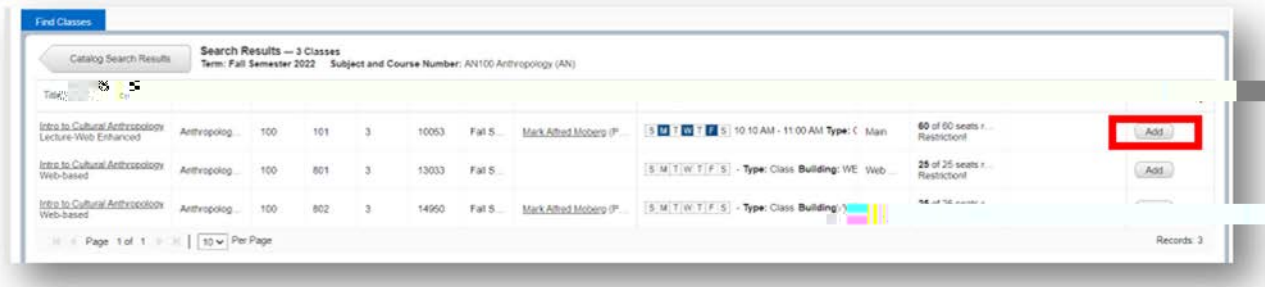 Find Classes
Catalog Search Results
Search Results — 3 Classes
Term: Fall Semester 2022 Subject and Course Number: AN100 Anthropology (AN)
Intro to Cultural Anthropology Anthropolog... 100 101 3 10053 Fall S... Mark Alfred Moberg (P... S M T W T F S 10:10 AM - 11:00 AM Type: Main 60 of 60 seats r... Add
Lecture-Web Enhanced Restriction!
Intro to Cultural Anthropology Anthropolog... 100 801 3 13033 Fall S... S M T W T F S - Type: Class Building: WE Web ... 25 of 25 seats r... Add
Web-based Restriction!
Intro to Cultural Anthropology Anthropolog... 100 802 3 14950 Fall S... Mark Alfred Moberg (P... S M T W T F S - Type: Class Building:
Web-based
Page 1 of 1 10 Per Page Records: 3